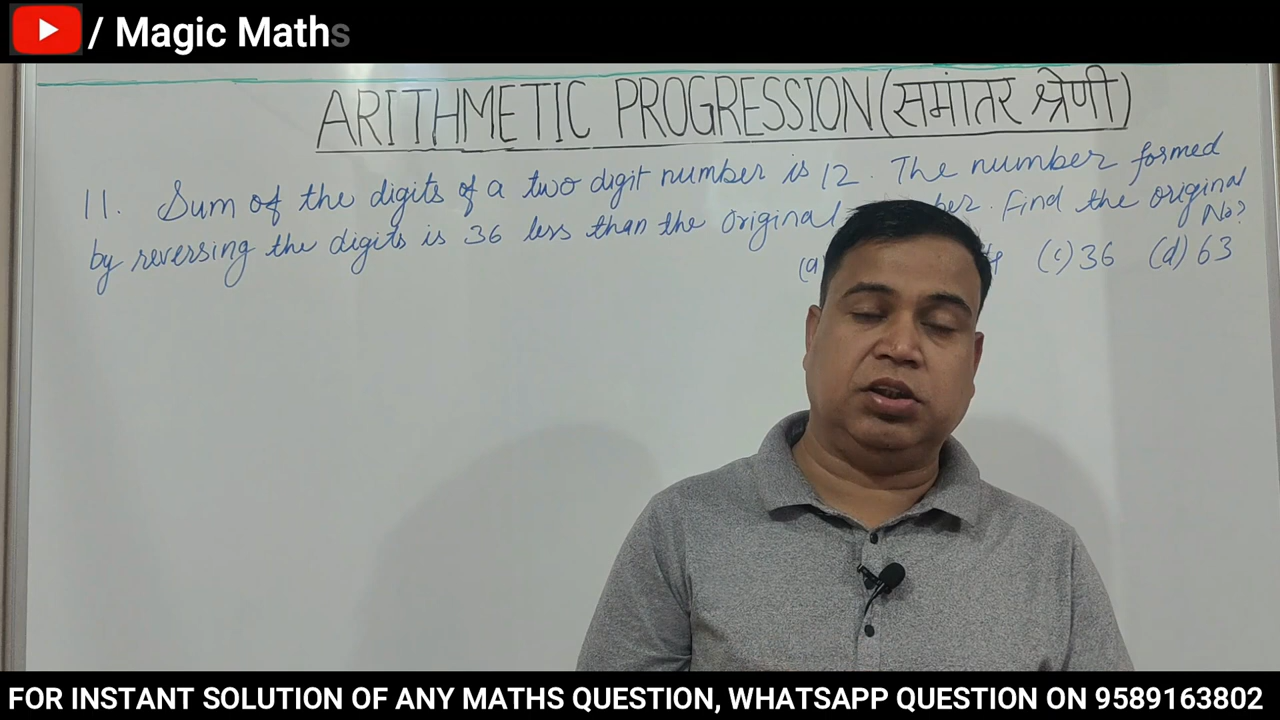 / Magic Maths
ARITHMETIC PROGRESSION (समांतर श्रेणी)
11. Sum of the digits of a two digit number is 12. The number formed
by reversing the digits is 36 less than the original. Find the original
No?
(a) (c) 36 (d) 63
FOR INSTANT SOLUTION OF ANY MATHS QUESTION, WHATSAPP QUESTION ON 9589163802